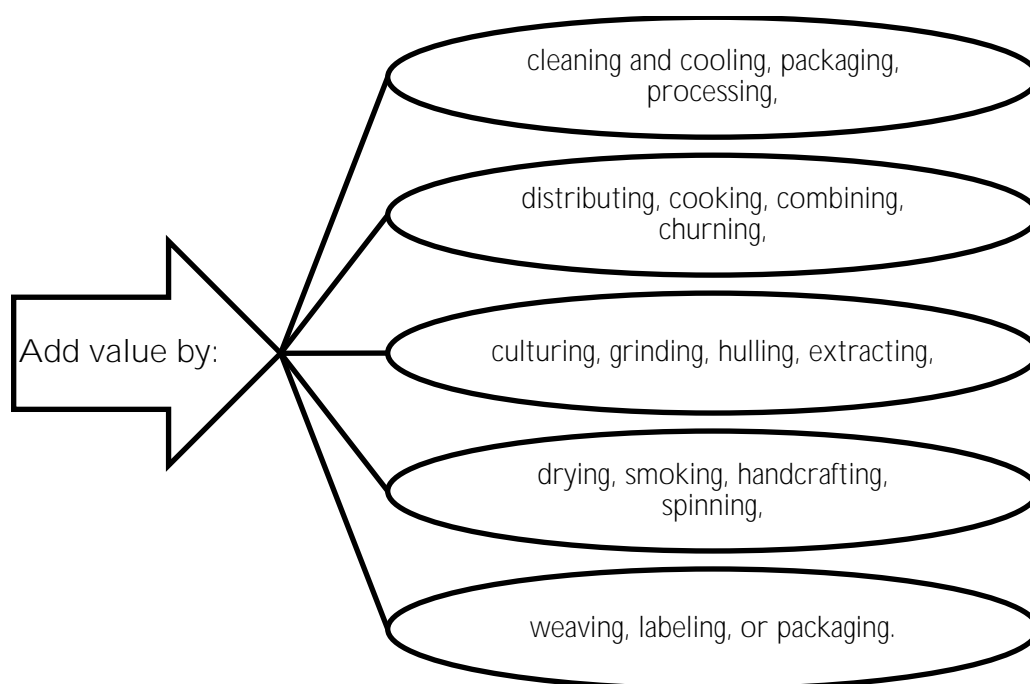 Add value by:
cleaning and cooling, packaging,
processing,
distributing, cooking, combining,
churning,
culturing, grinding, hulling, extracting,
drying, smoking, handcrafting,
spinning,
weaving, labeling, or packaging.